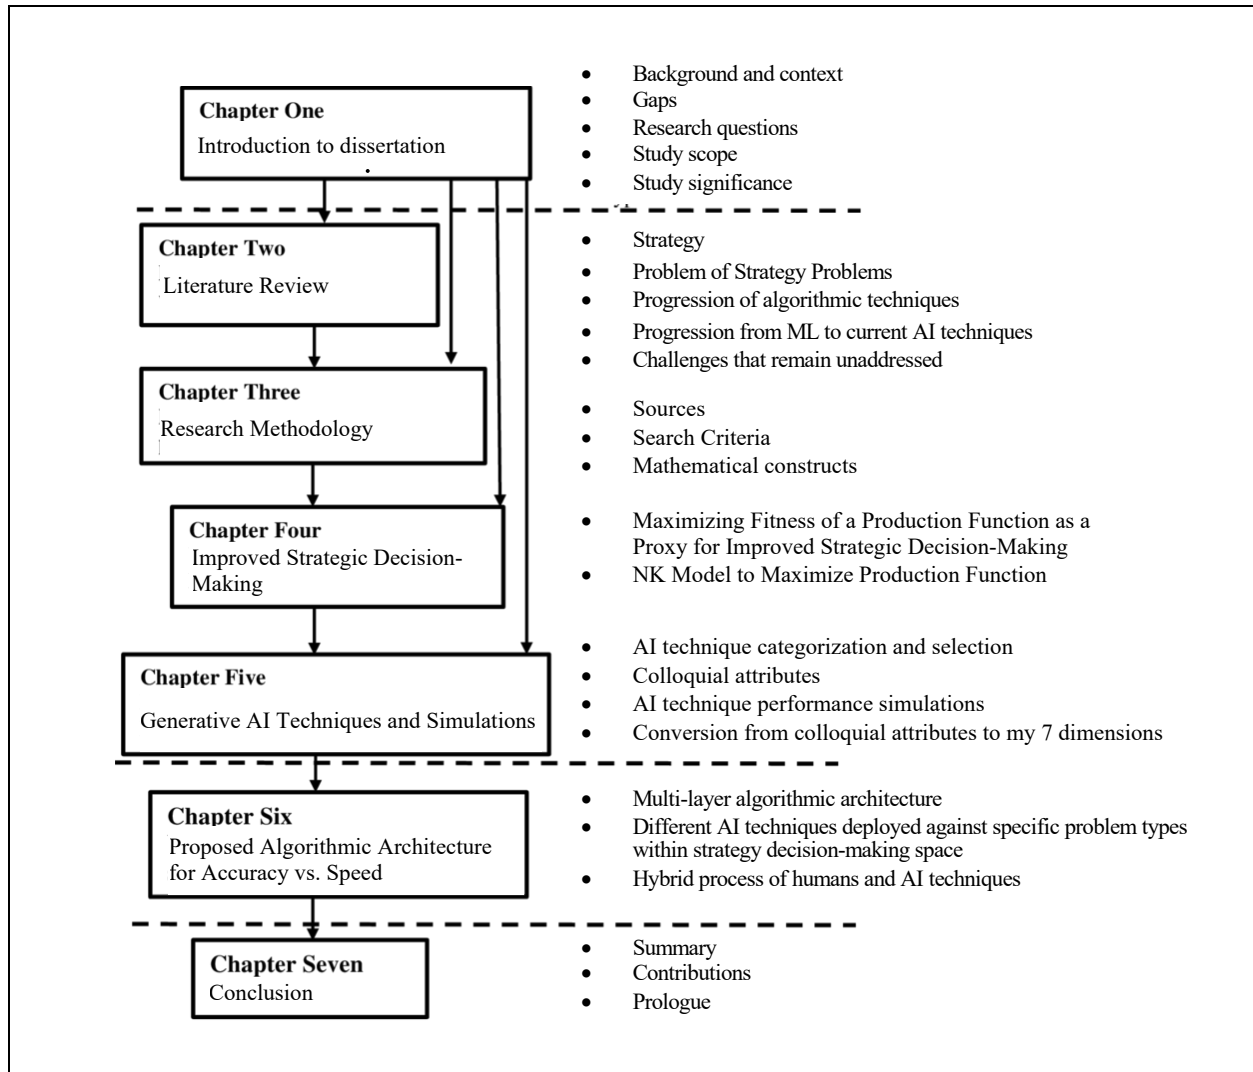 Chapter One
Introduction to dissertation
• Background and context
• Gaps
• Research questions
• Study scope
• Study significance
Chapter Two
Literature Review
• Strategy
• Problem of Strategy Problems
• Progression of algorithmic techniques
• Progression from ML to current AI techniques
• Challenges that remain unaddressed
Chapter Three
Research Methodology
• Sources
• Search Criteria
• Mathematical constructs
Chapter Four
Improved Strategic Decision-
Making
• Maximizing Fitness of a Production Function as a
Proxy for Improved Strategic Decision-Making
• NK Model to Maximize Production Function
Chapter Five
Generative AI Techniques and Simulations
• AI technique categorization and selection
• Colloquial attributes
• AI technique performance simulations
• Conversion from colloquial attributes to my 7 dimensions
Chapter Six
Proposed Algorithmic Architecture
for Accuracy vs. Speed
• Multi-layer algorithmic architecture
• Different AI techniques deployed against specific problem types
within strategy decision-making space
• Hybrid process of humans and AI techniques
Chapter Seven
Conclusion
• Summary
• Contributions
• Prologue